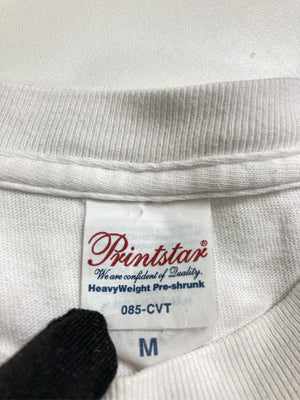 Printstar®
We are confident of Quality.
HeavyWeight Pre-shrunk
085-CVT
M